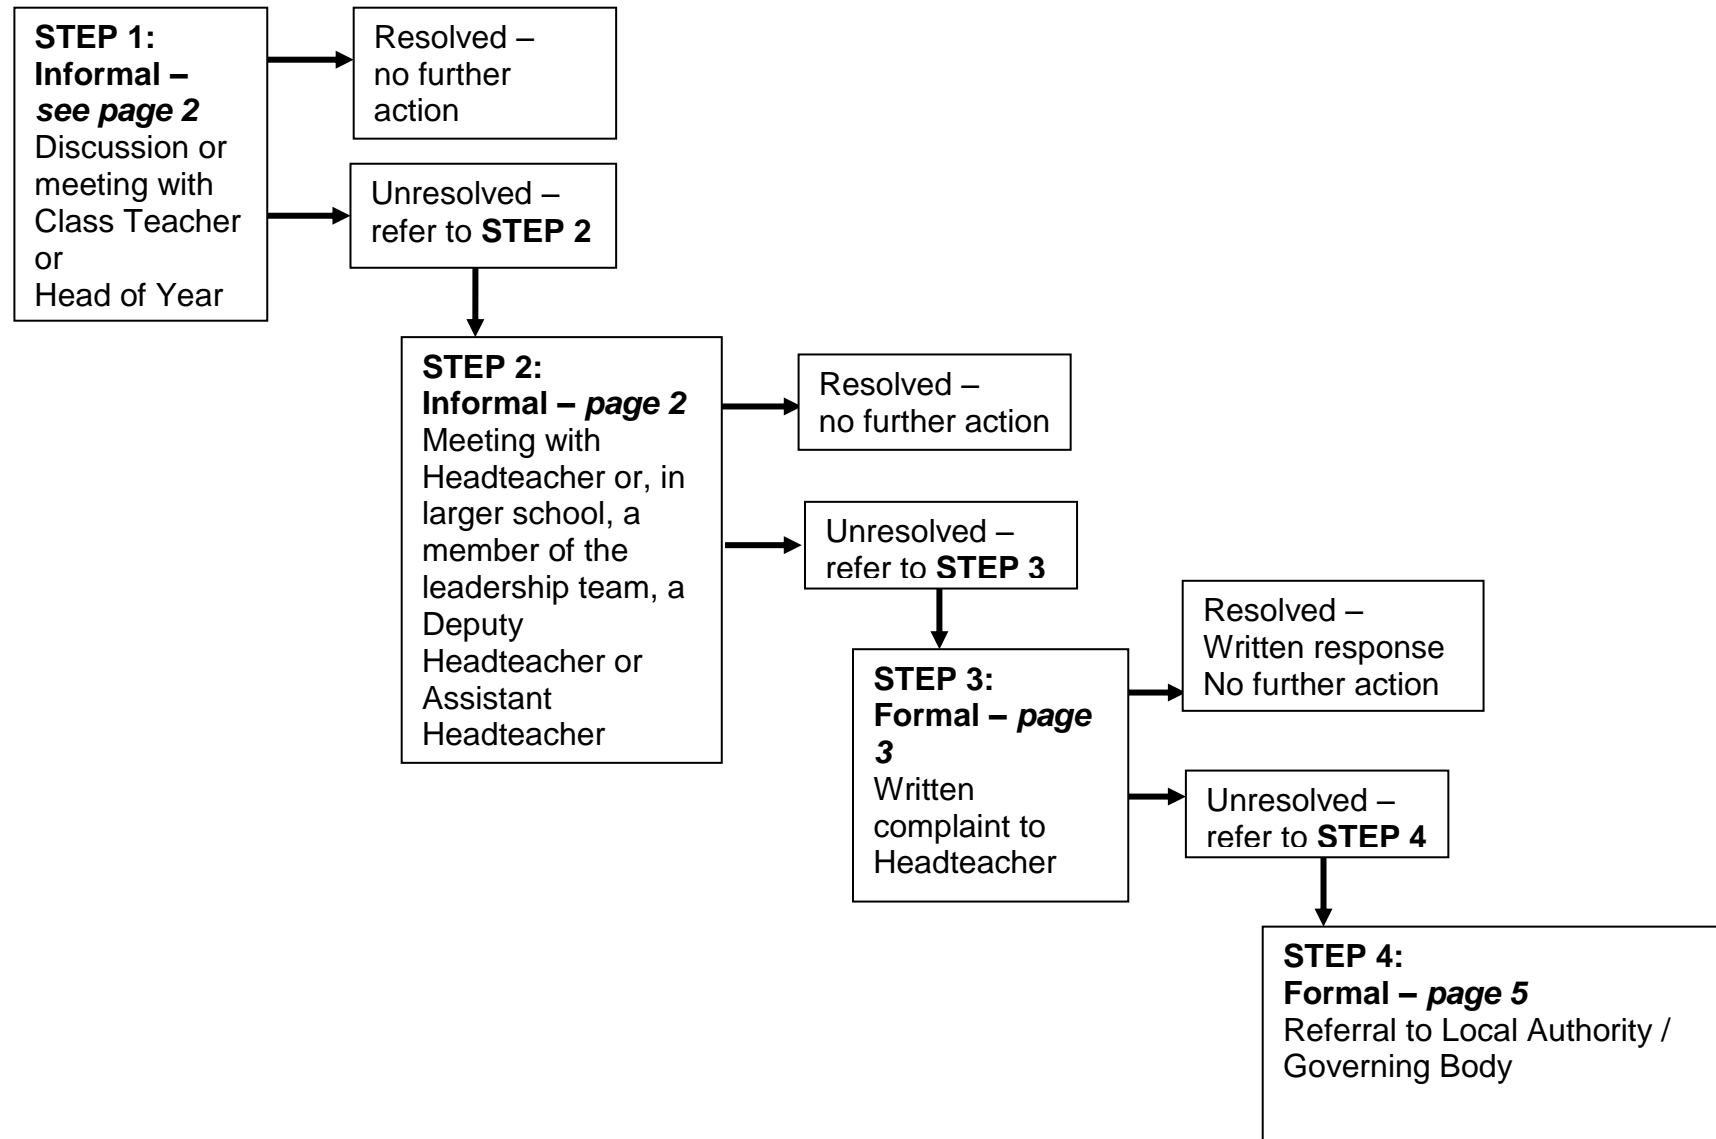 STEP 1:
Informal –
see page 2
Discussion or
meeting with
Class Teacher
or
Head of Year
Resolved –
no further
action
Unresolved –
refer to STEP 2
STEP 2:
Informal – page 2
Meeting with
Headteacher or, in
larger school, a
member of the
leadership team, a
Deputy
Headteacher or
Assistant
Headteacher
Resolved –
no further action
Unresolved –
refer to STEP 3
STEP 3:
Formal – page
3
Written
complaint to
Headteacher
Resolved –
Written response
No further action
Unresolved –
refer to STEP 4
STEP 4:
Formal – page 5
Referral to Local Authority /
Governing Body